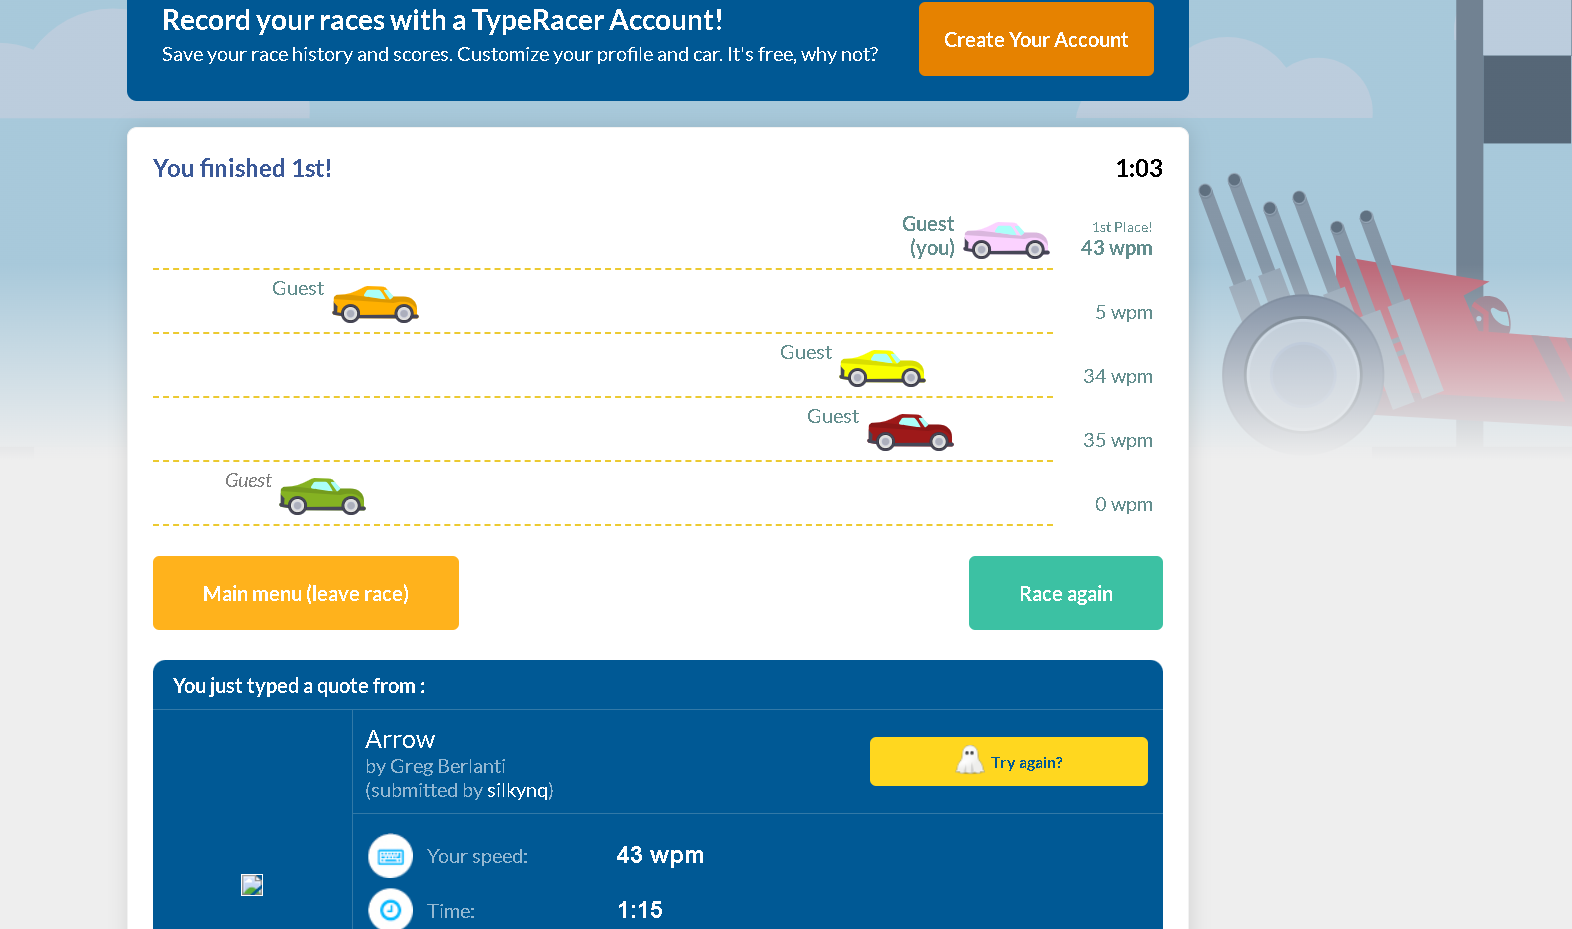 Record your races with a TypeRacer Account!
Save your race history and scores. Customize your profile and car. It's free, why not?
Create Your Account
You finished 1st!
1:03
Guest
(you)
1st Place!
43 wpm
Guest
5 wpm
Guest
34 wpm
Guest
35 wpm
Guest
0 wpm
Main menu (leave race)
Race again
You just typed a quote from :
Arrow
by Greg Berlanti
(submitted by silkynq)
Try again?
Your speed:
43 wpm
Time:
1:15